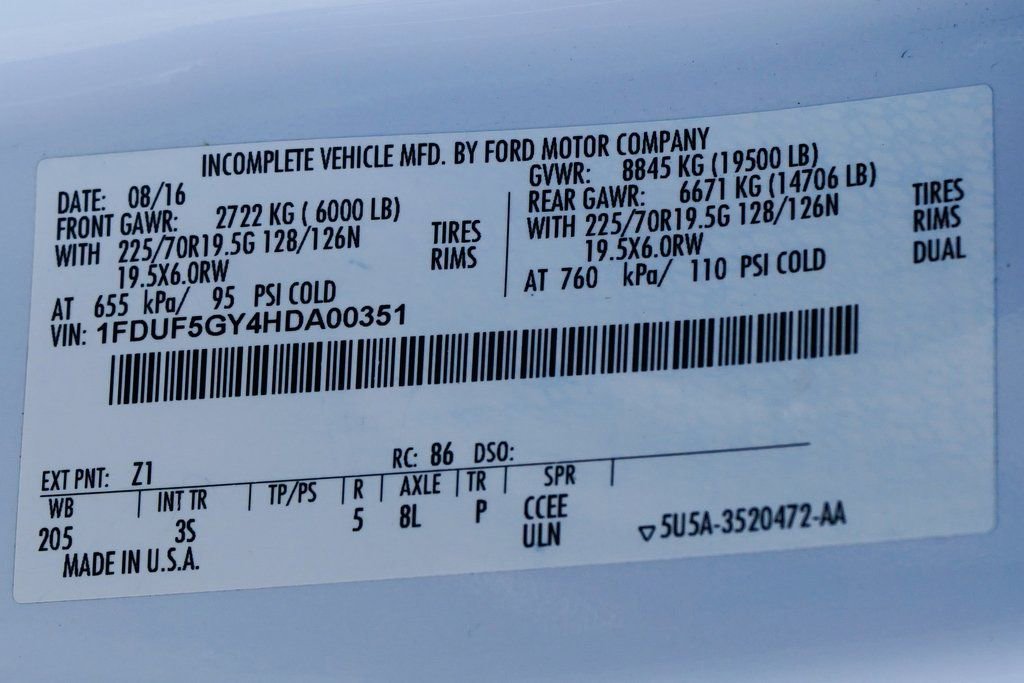 INCOMPLETE VEHICLE MFD. BY FORD MOTOR COMPANY
DATE: 08/16
GVWR: 8845 KG (19500 LB)
FRONT GAWR: 2722 KG ( 6000 LB)
WITH 225/70R19.5G 128/126N TIRES
19.5X6.0RW RIMS
AT 655 kPa/ 95 PSI COLD
REAR GAWR: 6671 KG (14706 LB)
WITH 225/70R19.5G 128/126N TIRES
19.5X6.0RW RIMS
AT 760 kPa/ 110 PSI COLD DUAL
VIN: 1FDUF5GY4HDA00351
EXT PNT: Z1 RC: 86 DSO:
WB INT TR TP/PS R AXLE TR SPR
205 3S 5 8L P CCEE
ULN
▽5U5A-3520472-AA
MADE IN U.S.A.